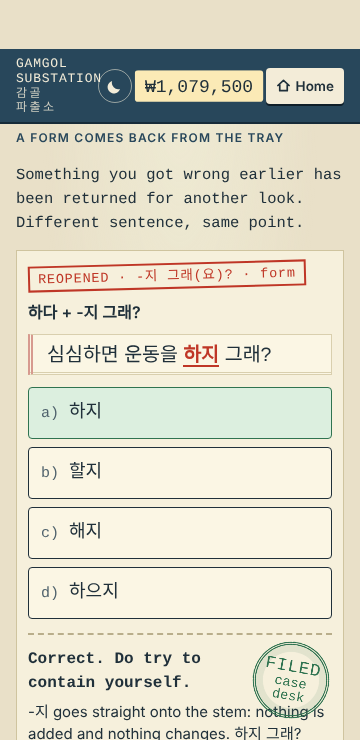 GAMGOL
SUBSTATION
감골
파출소
₩1,079,500
Home
A FORM COMES BACK FROM THE TRAY
Something you got wrong earlier has
been returned for another look.
Different sentence, same point.
REOPENED · -지 그래(요)? · form
하다 + -지 그래?
심심하면 운동을 하지 그래?
a) 하지
b) 할지
c) 해지
d) 하으지
Correct. Do try to
contain yourself.
FILED
case
desk
-지 goes straight onto the stem: nothing is
added and nothing changes. 하지 그래?